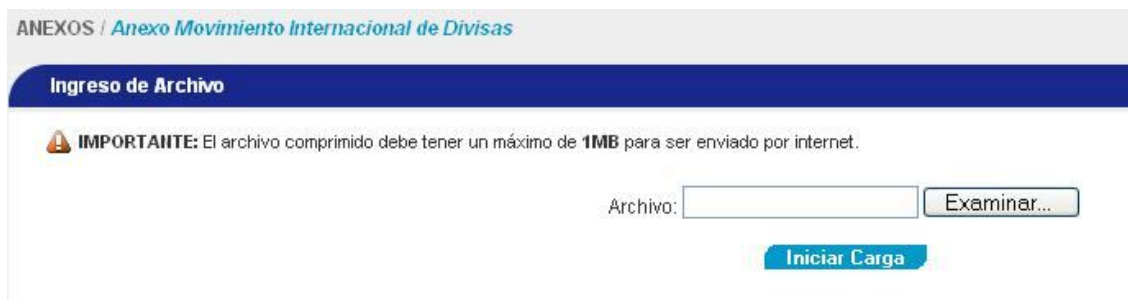 ANEXOS / Anexo Movimiento Internacional de Divisas
Ingreso de Archivo
IMPORTANTE: El archivo comprimido debe tener un máximo de 1MB para ser enviado por internet.
Archivo: Examinar...
Iniciar Carga